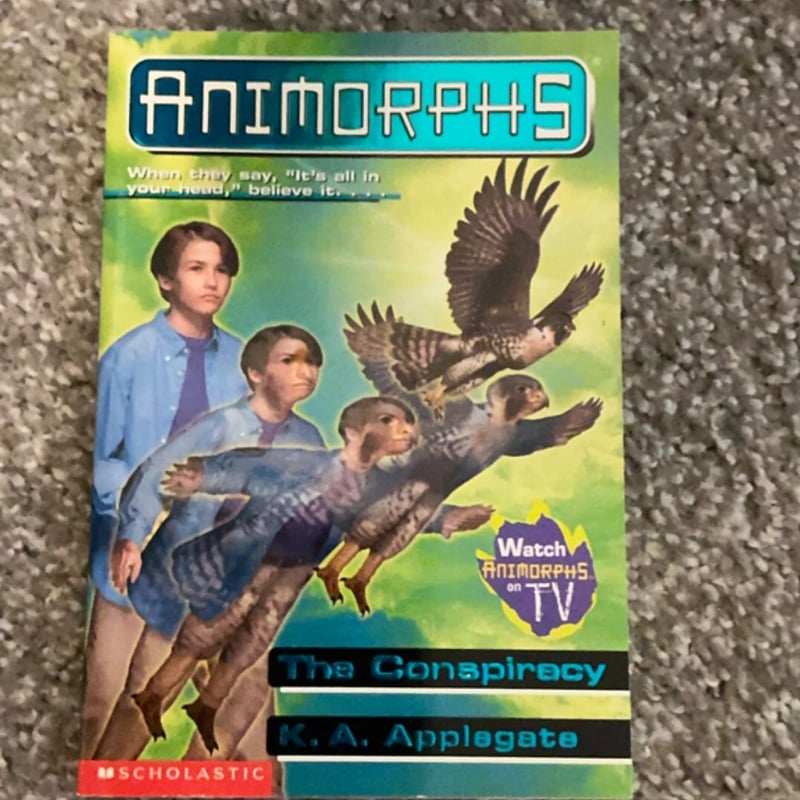 ANIMORPHS
When they say, "it's all in
your head," believe it. . . .
Watch
ANIMORPHS
on
TV
The Conspiracy
K. A. Applegate
SCHOLASTIC